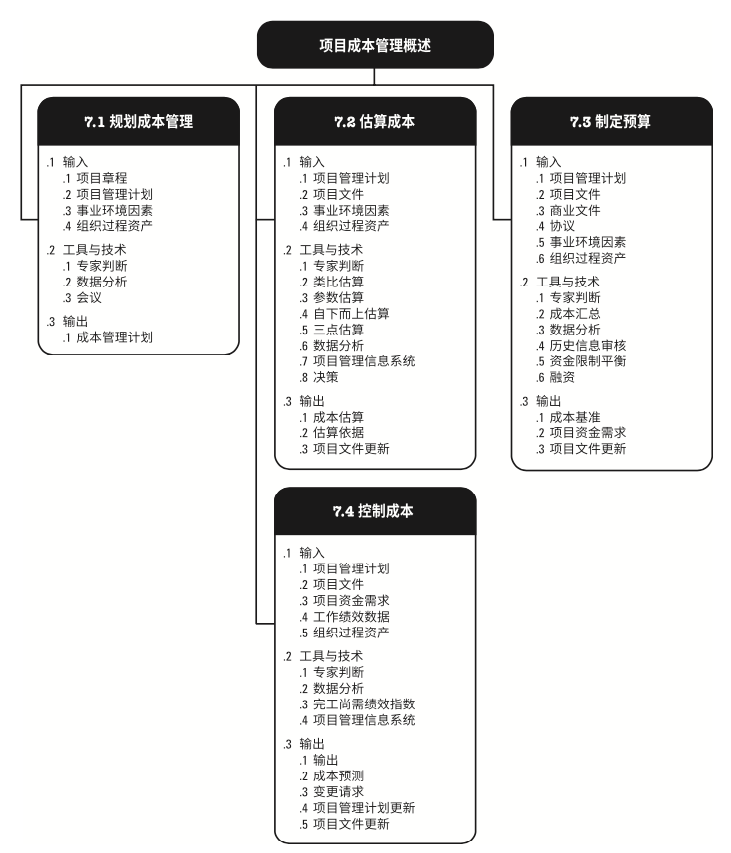 项目成本管理概述
7.1 规划成本管理
.1 输入
.1 项目章程
.2 项目管理计划
.3 事业环境因素
.4 组织过程资产
.2 工具与技术
.1 专家判断
.2 数据分析
.3 会议
.3 输出
.1 成本管理计划
7.2 估算成本
.1 输入
.1 项目管理计划
.2 项目文件
.3 事业环境因素
.4 组织过程资产
.2 工具与技术
.1 专家判断
.2 类比估算
.3 参数估算
.4 自下而上估算
.5 三点估算
.6 数据分析
.7 项目管理信息系统
.8 决策
.3 输出
.1 成本估算
.2 估算依据
.3 项目文件更新
7.3 制定预算
.1 输入
.1 项目管理计划
.2 项目文件
.3 商业文件
.4 协议
.5 事业环境因素
.6 组织过程资产
.2 工具与技术
.1 专家判断
.2 成本汇总
.3 数据分析
.4 历史信息审核
.5 资金限制平衡
.6 融资
.3 输出
.1 成本基准
.2 项目资金需求
.3 项目文件更新
7.4 控制成本
.1 输入
.1 项目管理计划
.2 项目文件
.3 项目资金需求
.4 工作绩效数据
.5 组织过程资产
.2 工具与技术
.1 专家判断
.2 数据分析
.3 完工尚需绩效指数
.4 项目管理信息系统
.3 输出
.1 输出
.2 成本预测
.3 变更请求
.4 项目管理计划更新
.5 项目文件更新